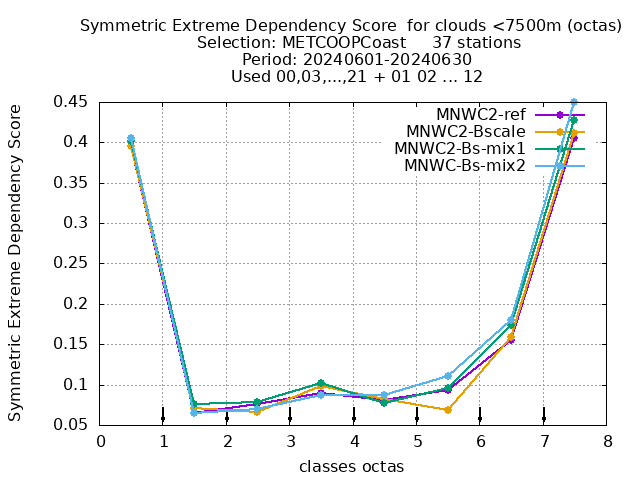 Symmetric Extreme Dependency Score  for clouds <7500m (octas)
Selection: METCOOPCoast     37 stations
Period: 20240601-20240630
Used 00,03,...,21 + 01 02 ... 12
Symmetric Extreme Dependency Score
0.45
0.4
0.35
0.3
0.25
0.2
0.15
0.1
0.05
MNWC2-ref
MNWC2-Bscale
MNWC2-Bs-mix1
MNWC-Bs-mix2
0 1 2 3 4 5 6 7 8
classes octas